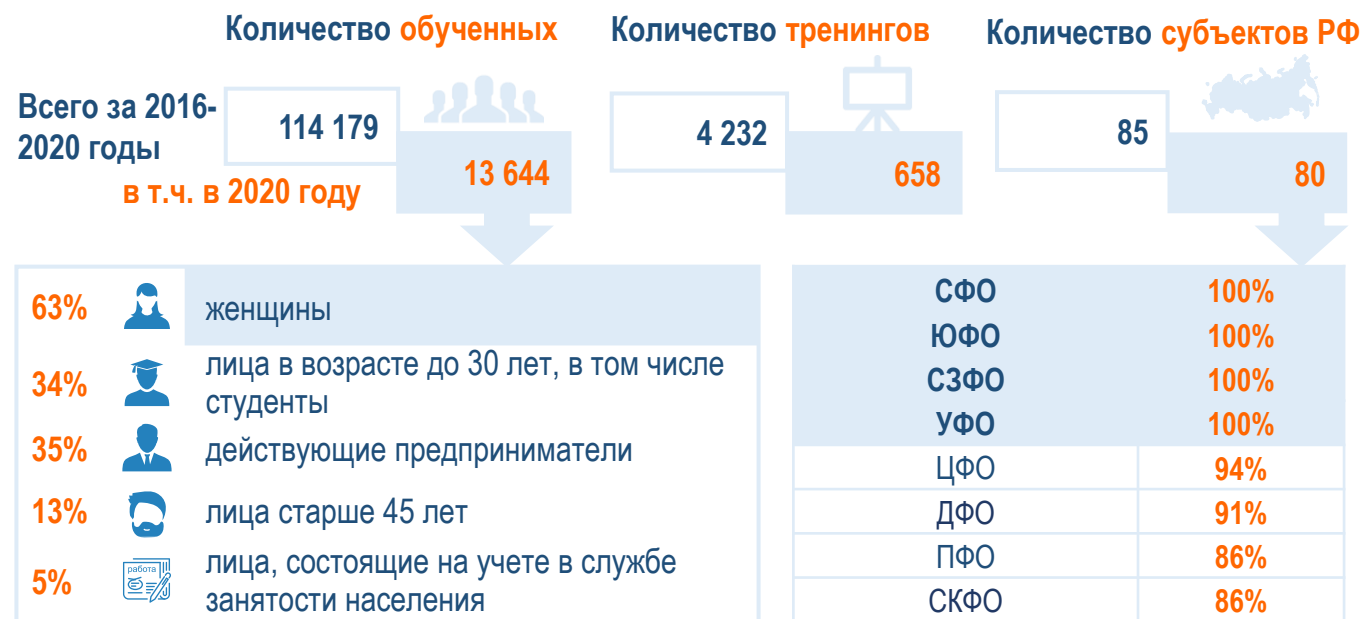 Количество обученных
Количество тренингов
Количество субъектов РФ
Всего за 2016-
2020 годы
114 179
4 232
85
в т.ч. в 2020 году
13 644
658
80
63%
женщины
34%
лица в возрасте до 30 лет, в том числе
студенты
35%
действующие предприниматели
13%
лица старше 45 лет
5%
работа
лица, состоящие на учете в службе
занятости населения
СФО 100%
ЮФО 100%
СЗФО 100%
УФО 100%
ЦФО 94%
ДФО 91%
ПФО 86%
СКФО 86%